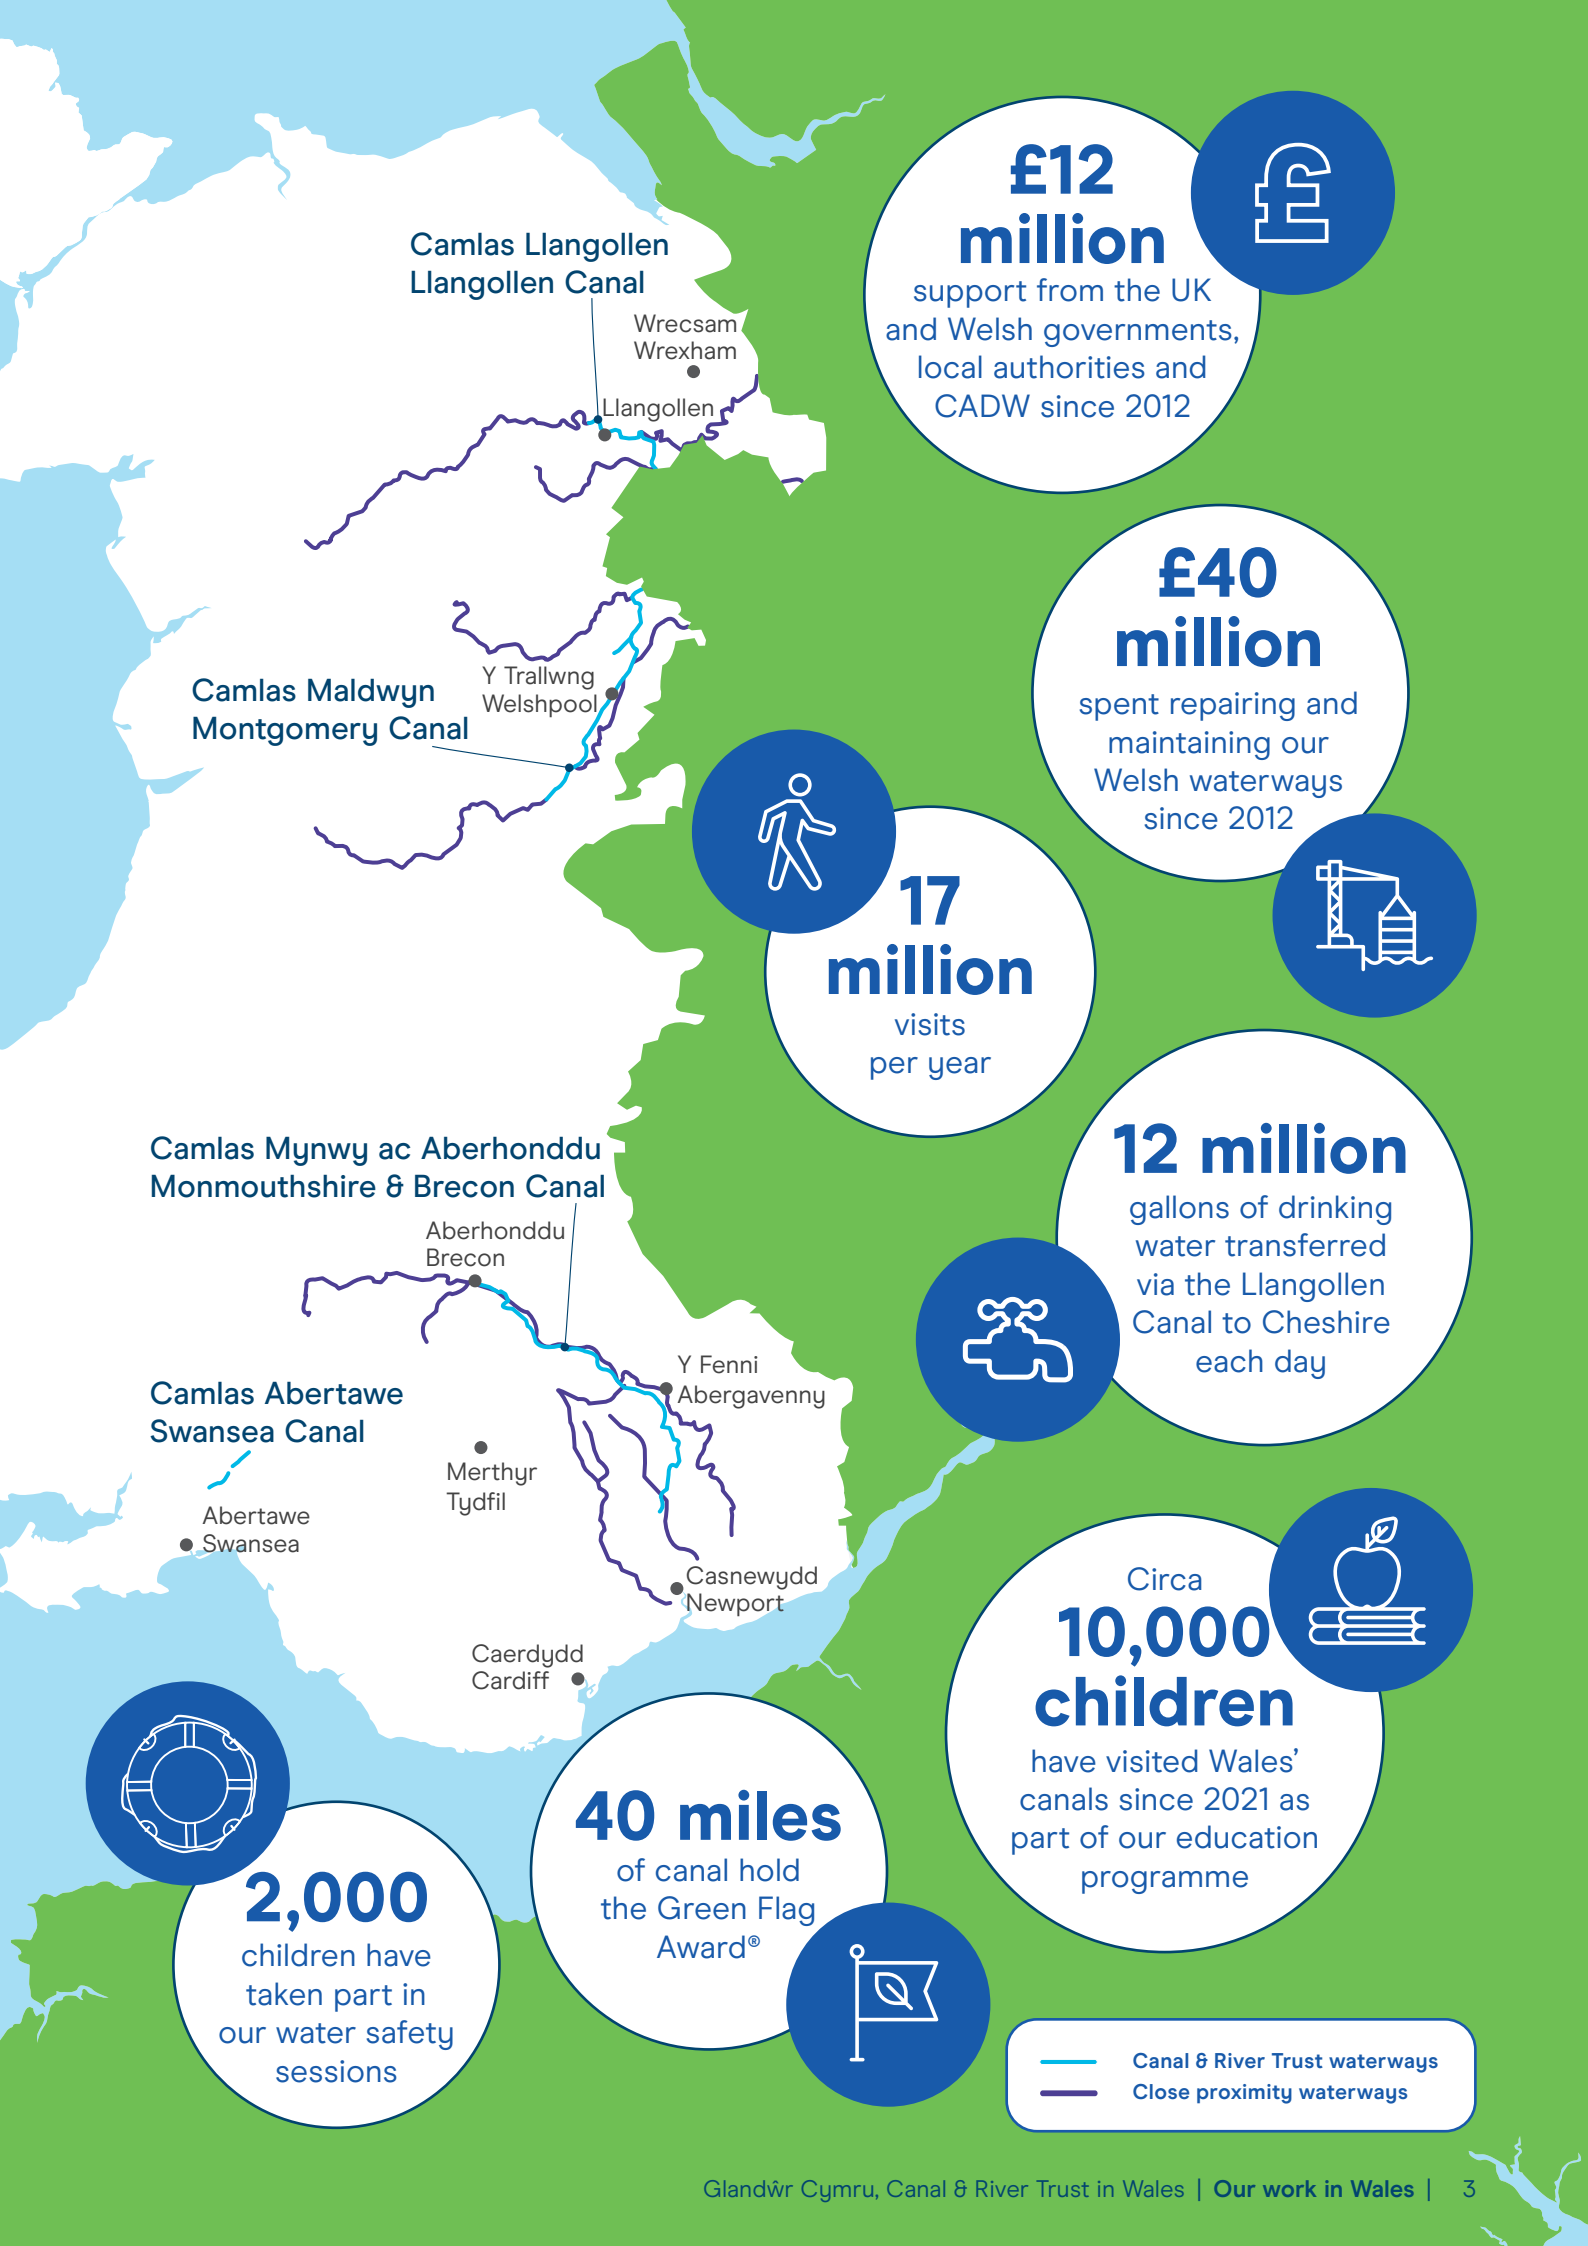 £12
million
support from the UK
and Welsh governments,
local authorities and
CADW since 2012
Camlas Llangollen
Llangollen Canal
Wrecsam
Wrexham
Llangollen
£40
million
spent repairing and
maintaining our
Welsh waterways
since 2012
Y Trallwng
Welshpool
Camlas Maldwyn
Montgomery Canal
17
million
visits
per year
12 million
gallons of drinking
water transferred
via the Llangollen
Canal to Cheshire
each day
Camlas Mynwy ac Aberhonddu
Monmouthshire & Brecon Canal
Aberhonddu
Brecon
Y Fenni
Abergavenny
Camlas Abertawe
Swansea Canal
Merthyr
Tydfil
Abertawe
Swansea
Casnewydd
Newport
Caerdydd
Cardiff
Circa
10,000
children
have visited Wales’
canals since 2021 as
part of our education
programme
40 miles
of canal hold
the Green Flag
Award®
2,000
children have
taken part in
our water safety
sessions
Canal & River Trust waterways
Close proximity waterways
Glandŵr Cymru, Canal & River Trust in Wales | Our work in Wales | 3